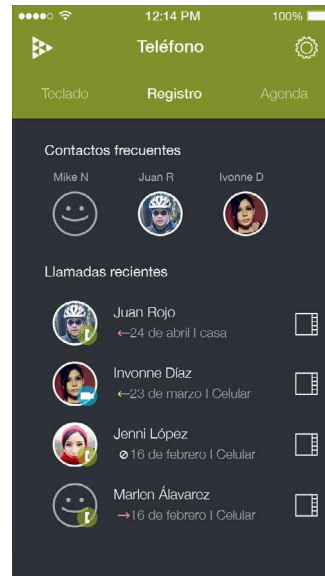 12:14 PM
100%
Teléfono
Teclado
Registro
Agenda
Contactos frecuentes
Mike N
Juan R
Ivonne D
Llamadas recientes
Juan Rojo
←24 de abril | casa
Invonne Díaz
←23 de marzo | Celular
Jenni López
16 de febrero | Celular
Marlen Álavarez
→16 de febrero | Celular